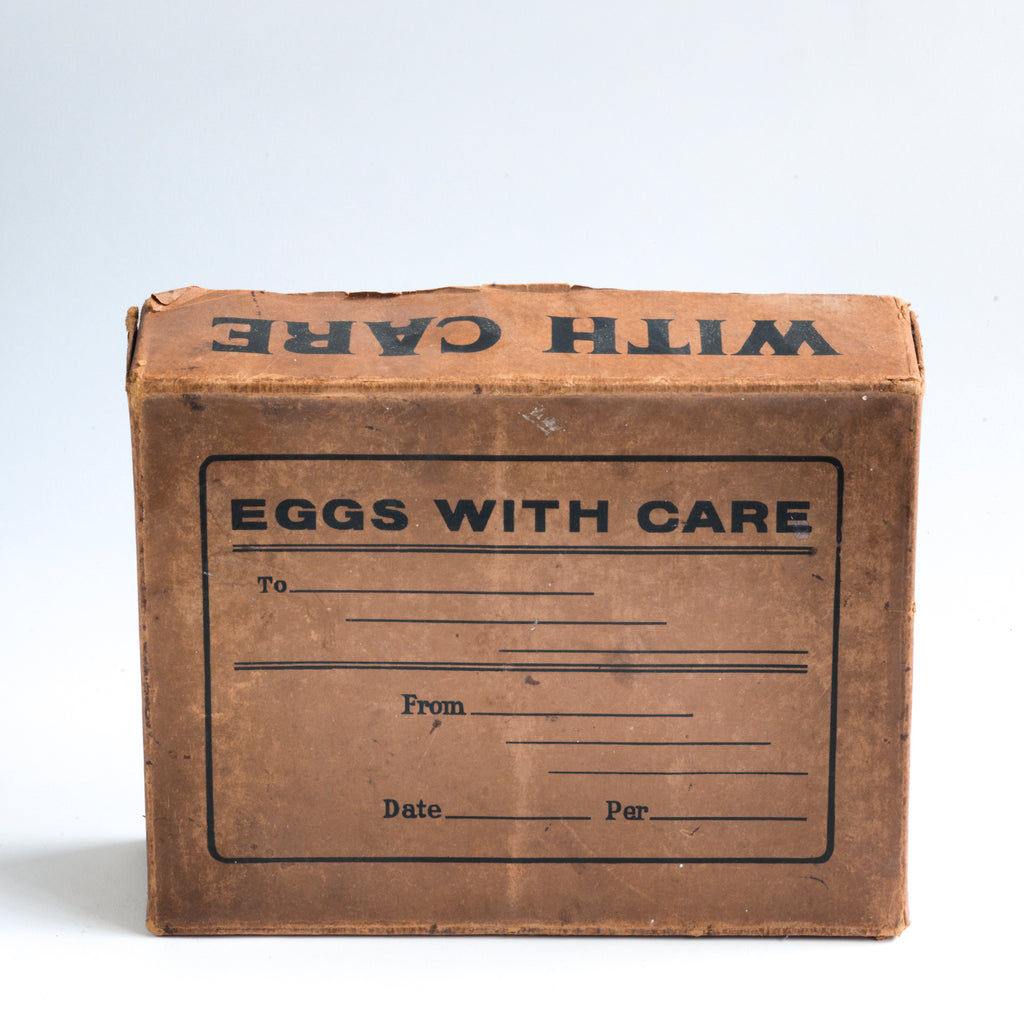 WITH CARE
EGGS WITH CARE
To
From
Date Per